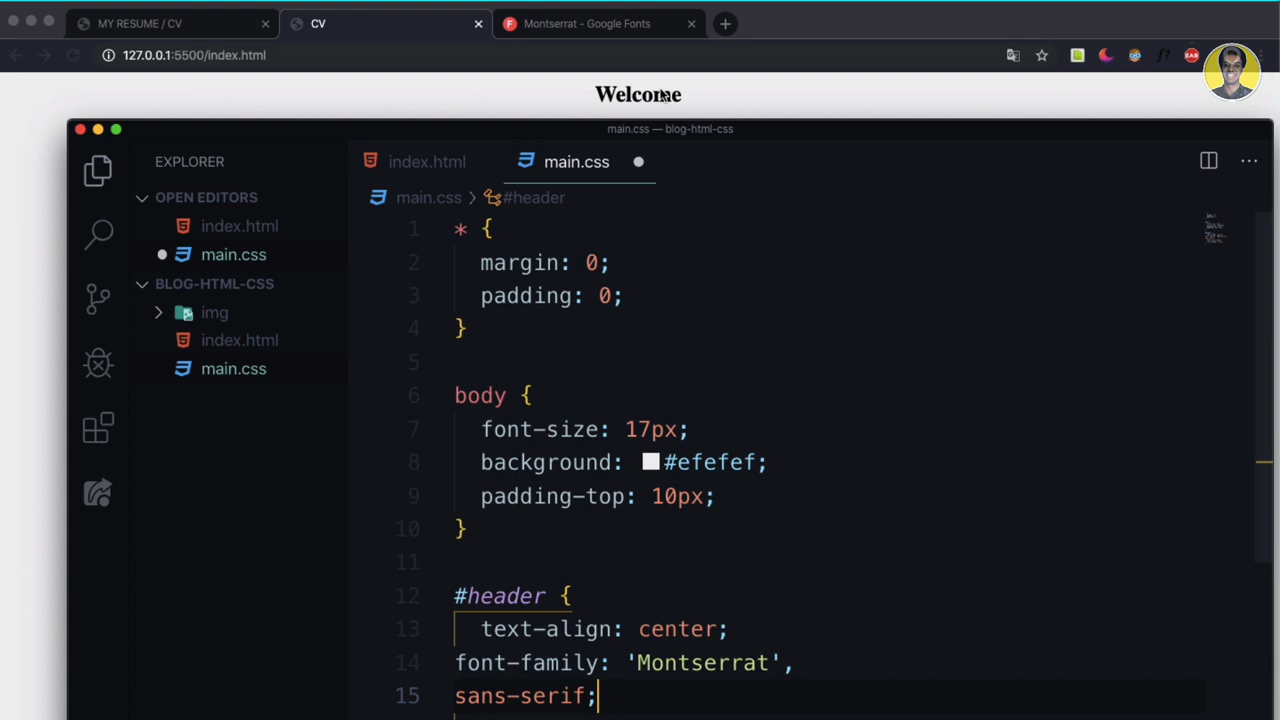 MY RESUME / CV
CV
Montserrat - Google Fonts
127.0.0.1:5500/index.html
Welcome
main.css — blog-html-css
EXPLORER
index.html
main.css
OPEN EDITORS
main.css
#header
index.html
main.css
BLOG-HTML-CSS
img
index.html
main.css
1 * {
2 margin: 0;
3 padding: 0;
4 }
5
6 body {
7 font-size: 17px;
8 background: #efefef;
9 padding-top: 10px;
10 }
11
12 #header {
13 text-align: center;
14 font-family: 'Montserrat',
15 sans-serif;